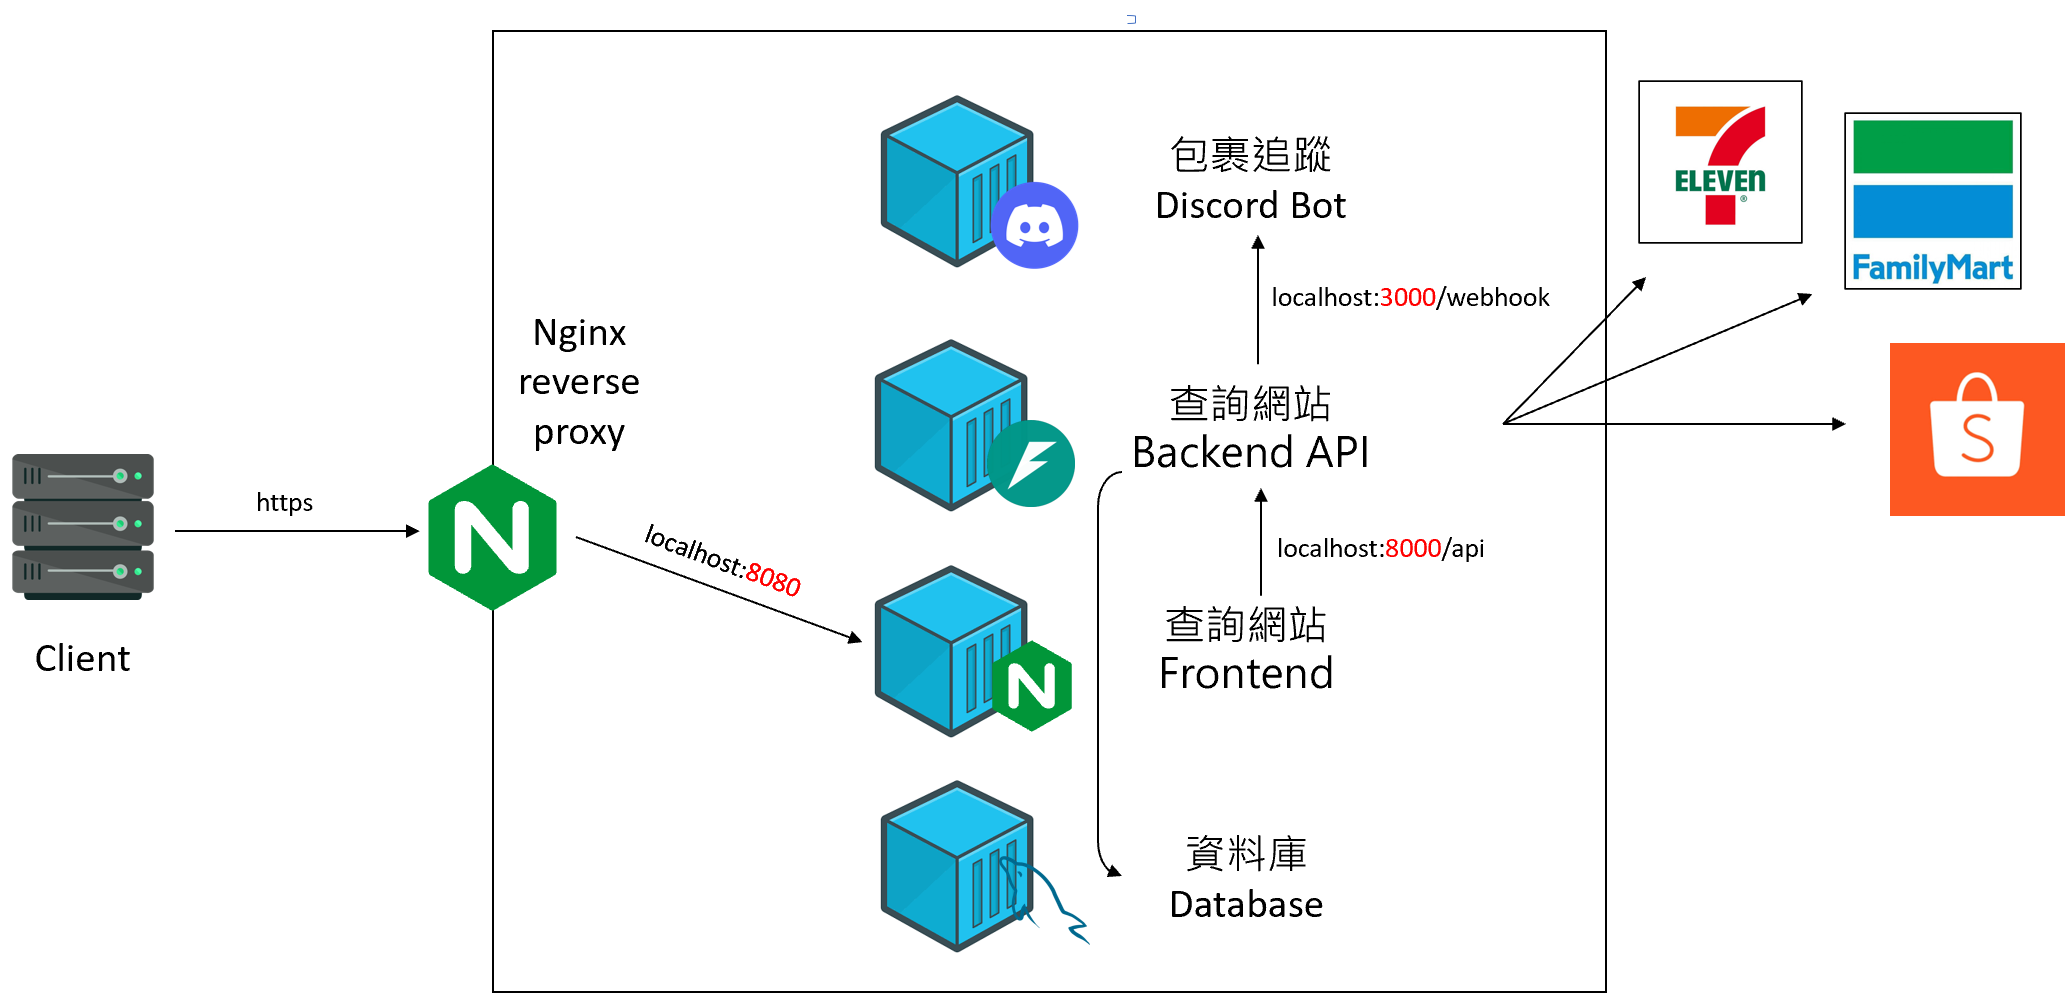 Client
https
Nginx
reverse
proxy
localhost:8080
包裹追蹤
Discord Bot
localhost:3000/webhook
查詢網站
Backend API
localhost:8000/api
查詢網站
Frontend
資料庫
Database
7
ELEVEN
®
FamilyMart
S
N
N